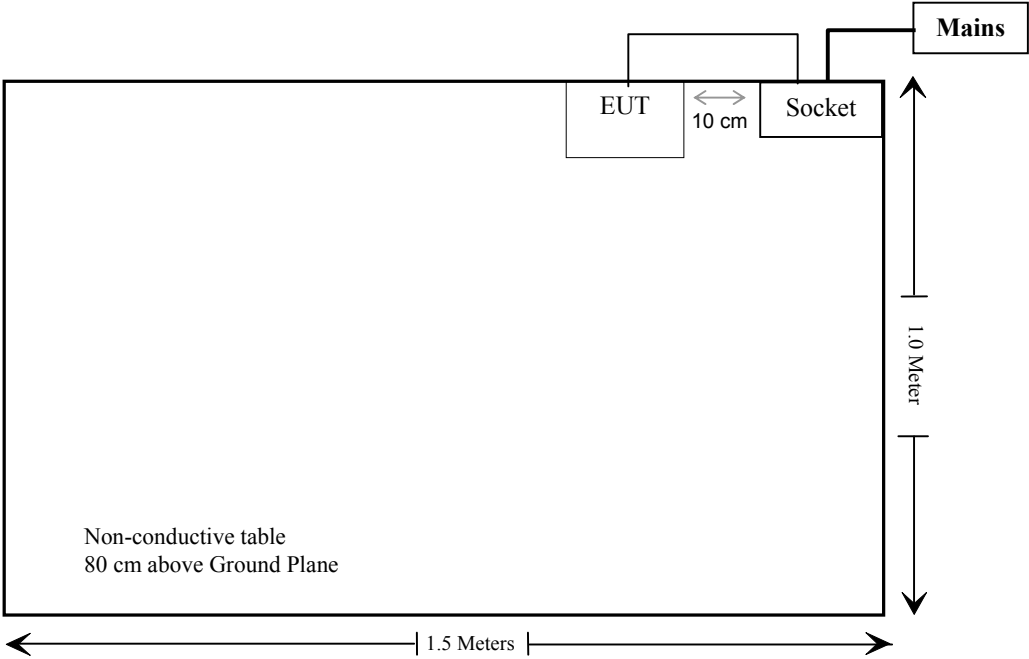 Mains
EUT
Socket
10 cm
1.0 Meter
Non-conductive table
80 cm above Ground Plane
1.5 Meters